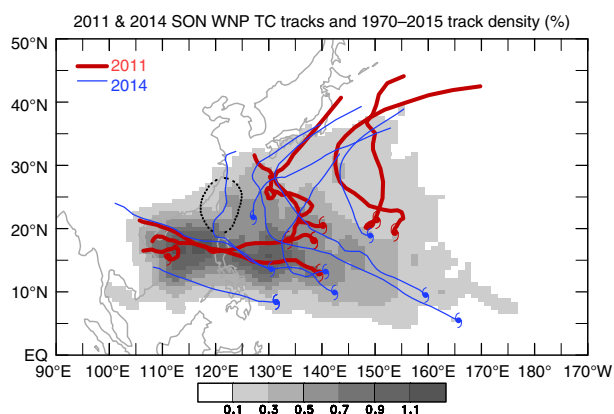 2011 & 2014 SON WNP TC tracks and 1970–2015 track density (%)
50°N
2011
2014
40°N
30°N
20°N
10°N
EQ
90°E 100°E 110°E 120°E 130°E 140°E 150°E 160°E 170°W
0.1 0.3 0.5 0.7 0.9 1.1